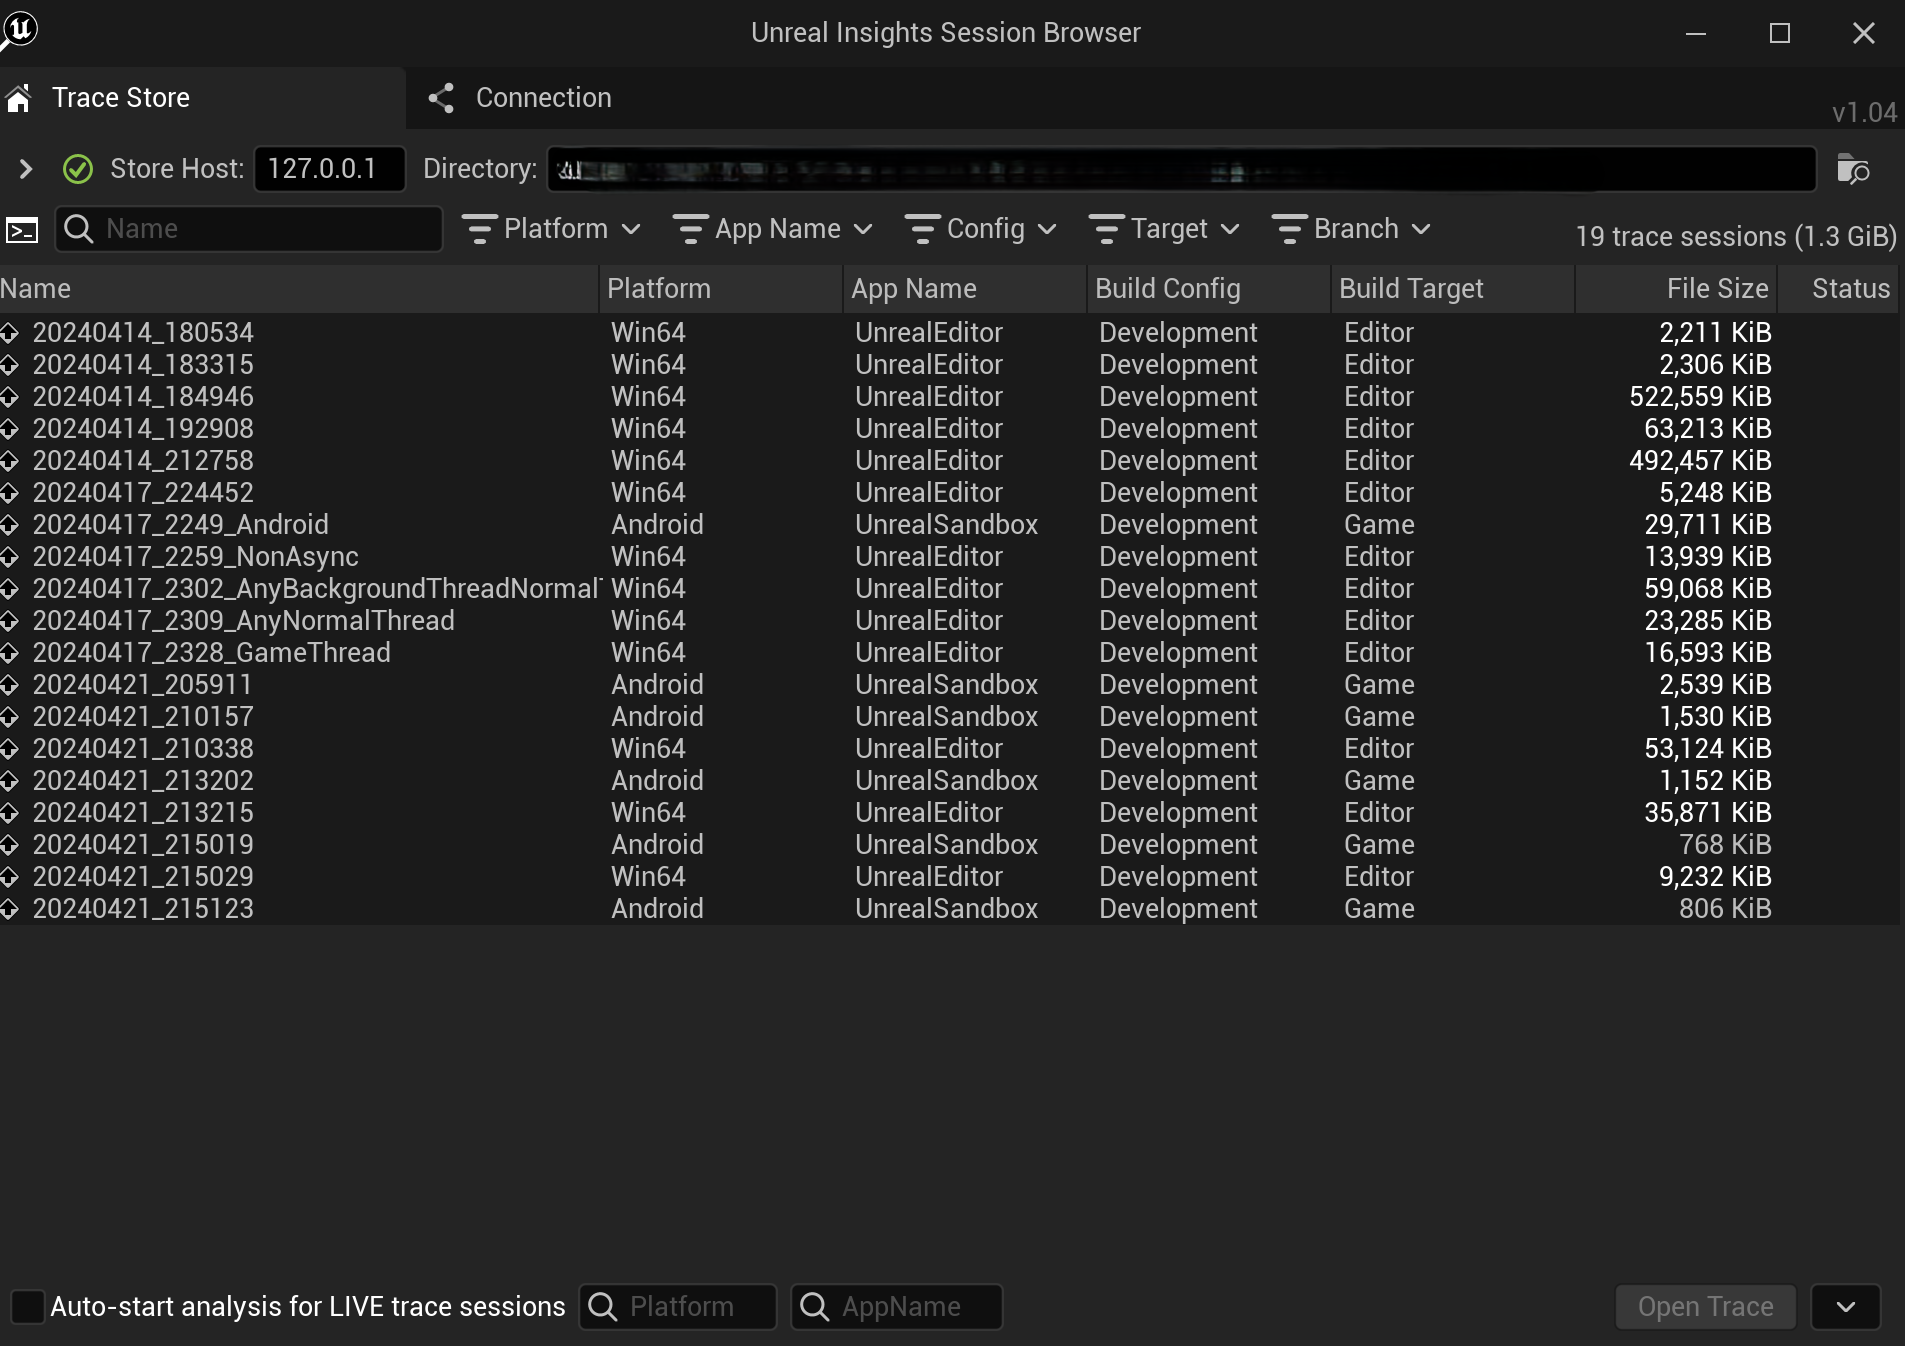 Unreal Insights Session Browser
Trace Store
Connection
v1.04
Store Host: 127.0.0.1 Directory:
Name Platform App Name Config Target Branch 19 trace sessions (1.3 GiB)
Name Platform App Name Build Config Build Target File Size Status
20240414_180534 Win64 UnrealEditor Development Editor 2,211 KiB
20240414_183315 Win64 UnrealEditor Development Editor 2,306 KiB
20240414_184946 Win64 UnrealEditor Development Editor 522,559 KiB
20240414_192908 Win64 UnrealEditor Development Editor 63,213 KiB
20240414_212758 Win64 UnrealEditor Development Editor 492,457 KiB
20240417_224452 Win64 UnrealEditor Development Editor 5,248 KiB
20240417_2249_Android Android UnrealSandbox Development Game 29,711 KiB
20240417_2259_NonAsync Win64 UnrealEditor Development Editor 13,939 KiB
20240417_2302_AnyBackgroundThreadNormal Win64 UnrealEditor Development Editor 59,068 KiB
20240417_2309_AnyNormalThread Win64 UnrealEditor Development Editor 23,285 KiB
20240417_2328_GameThread Win64 UnrealEditor Development Editor 16,593 KiB
20240421_205911 Android UnrealSandbox Development Game 2,539 KiB
20240421_210157 Android UnrealSandbox Development Game 1,530 KiB
20240421_210338 Win64 UnrealEditor Development Editor 53,124 KiB
20240421_213202 Android UnrealSandbox Development Game 1,152 KiB
20240421_213215 Win64 UnrealEditor Development Editor 35,871 KiB
20240421_215019 Android UnrealSandbox Development Game 768 KiB
20240421_215029 Win64 UnrealEditor Development Editor 9,232 KiB
20240421_215123 Android UnrealSandbox Development Game 806 KiB
Auto-start analysis for LIVE trace sessions Platform AppName Open Trace